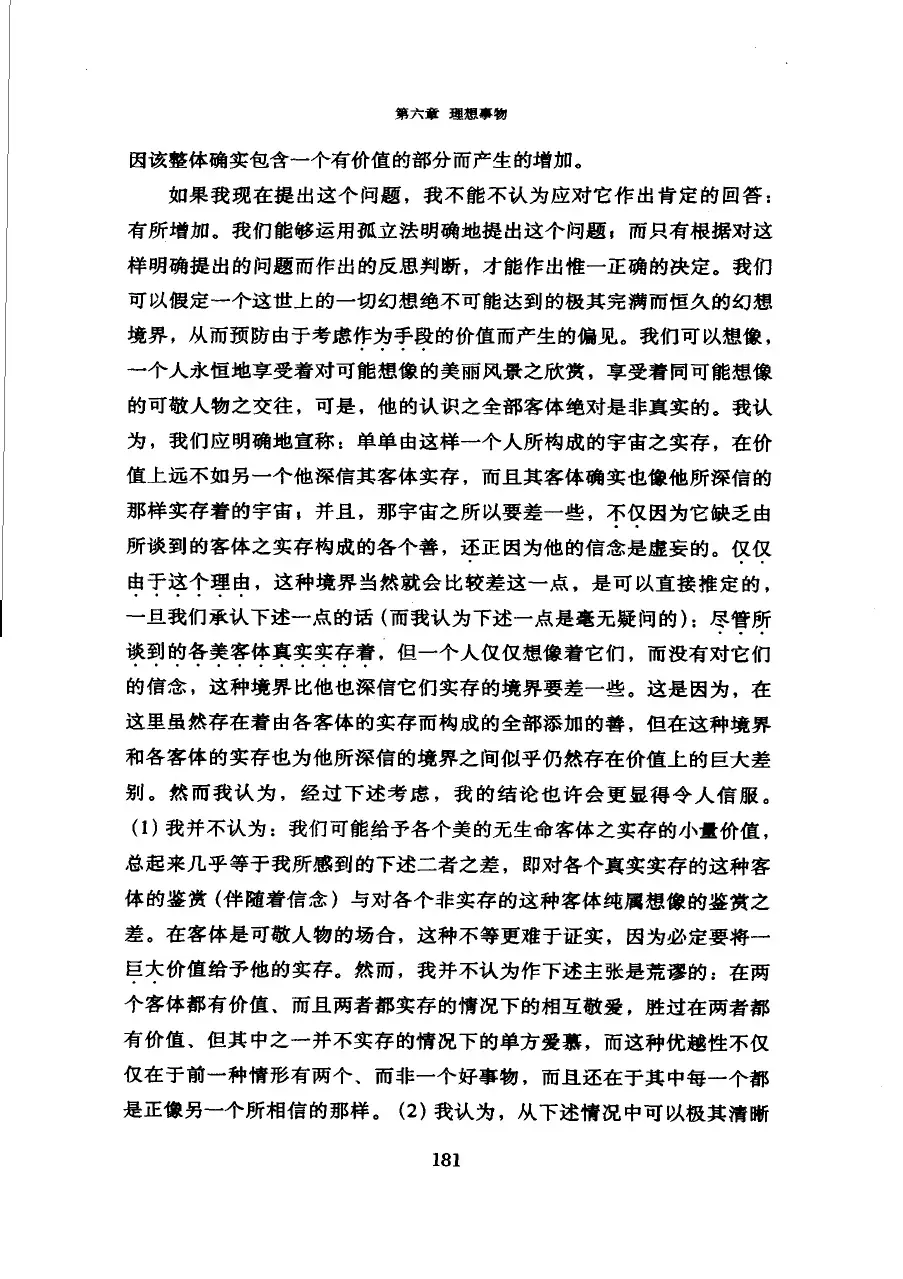 第六章 理想事物
因该整体确实包含一个有价值的部分而产生的增加。
如果我现在提出这个问题，我不能不认为应对它作出肯定的回答：
有所增加。我们能够运用孤立法明确地提出这个问题；而只有根据对这
样明确提出的问题而作出的反思判断，才能作出惟一正确的决定。我们
可以假定一个这世上的一切幻想绝不可能达到的极其完满而恒久的幻想
境界，从而预防由于考虑作为手段的价值而产生的偏见。我们可以想像，
一个人永恒地享受着对可能想像的美丽风景之欣赏，享受着同可能想像
的可敬人物之交往，可是，他的认识之全部客体绝对是非真实的。我认
为，我们应明确地宣称：单单由这样一个人所构成的宇宙之实存，在价
值上远不如另一个他深信其客体实存，而且其客体确实也像他所深信的
那样实存着的宇宙；并且，那宇宙之所以要差一些，不仅因为它缺乏由
所谈到的客体之实存构成的各个善，还正因为他的信念是虚妄的。仅仅
由于这个理由，这种境界当然就会比较差这一点，是可以直接推定的，
一旦我们承认下述一点的话（而我认为下述一点是毫无疑问的）：尽管所
谈到的各美客体真实实存着，但一个人仅仅想像着它们，而没有对它们
的信念，这种境界比他也深信它们实存的境界要差一些。这是因为，在
这里虽然存在着由各客体的实存而构成的全部添加的善，但在这种境界
和各客体的实存也为他所深信的境界之间似乎仍然存在价值上的巨大差
别。然而我认为，经过下述考虑，我的结论也许会更显得令人信服。
（1）我并不认为：我们可能给予各个美的无生命客体之实存的小量价值，
总起来几乎等于我所感到的下述二者之差，即对各个真实实存的这种客
体的鉴赏（伴随着信念）与对各个非实存的这种客体纯属想像的鉴赏之
差。在客体是可敬人物的场合，这种不等更难于证实，因为必定要将一
巨大价值给予他的实存。然而，我并不认为作下述主张是荒谬的：在两
个客体都有价值、而且两者都实存的情况下的相互敬爱，胜过在两者都
有价值、但其中之一并不实存的情况下的单方爱慕，而这种优越性不仅
仅在于前一种情形有两个、而非一个好事物，而且还在于其中每一个都
是正像另一个所相信的那样。（2）我认为，从下述情况中可以极其清晰
181